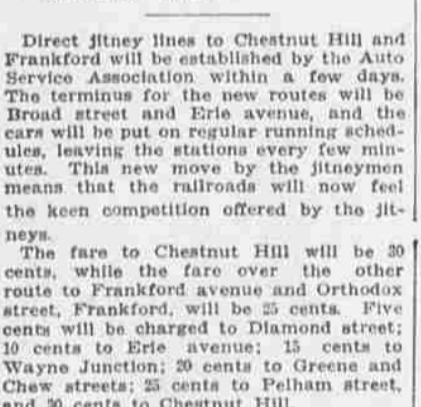 Direct jitney lines to Chestnut Hill and
Frankford will be established by the Auto
Service Association within a few days.
The terminus for the new routes will be
Broad street and Erie avenue, and the
cars will be put on regular running sched-
ules, leaving the stations every few min-
utes. This new move by the jitneymen
means that the railroads will now feel
the keen competition offered by the jit-
neys.
The fare to Chestnut Hill will be 30
cents, while the fare over the other
route to Frankford avenue and Orthodox
street, Frankford, will be 25 cents. Five
cents will be charged to Diamond street;
10 cents to Erie avenue; 15 cents to
Wayne Junction; 20 cents to Greene and
Chew streets; 25 cents to Pelham street,
and 30 cents to Chestnut Hill.